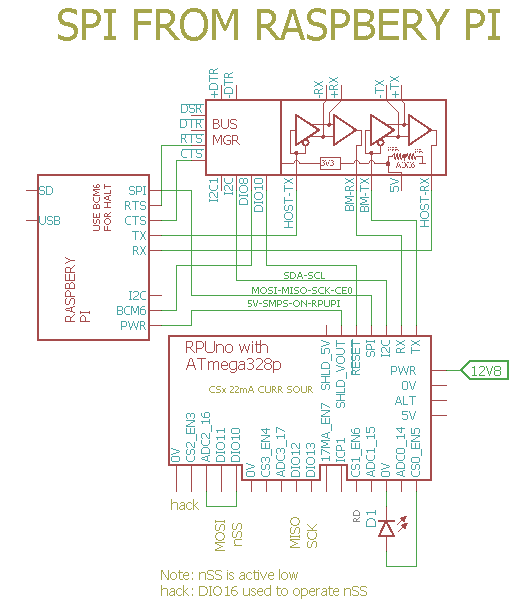 SPI FROM RASPBERY PI
+DTR
-DTR
-RX
+RX
-TX
+TX
DSR
DTR
RTS
CTS
BUS
MGR
3V3
ADC6
I2C1
I2C
DIO8
DIO10
HOST-TX
BM-RX
BM-TX
5V
HOST-RX
SD
USB
USE BCM6
FOR HALT
SPI
RTS
CTS
TX
RX
RASPBERY
PI
I2C
BCM6
PWR
SDA-SCL
MOSI-MISO-SCK-CE0
5V-SMPS-ON-RPUPI
RPUno with
ATmega328p
CSx 22mA CURR SOUR
SHLD_5V
SHLD_VOUT
RESET
SPI
I2C
RX
TX
PWR
0V
ALT
5V
12V8
0V
CS2_EN3
ADC2_16
DIO11
DIO10
0V
CS3_EN4
ADC3_17
DIO12
DIO13
17MA_EN7
ICP1
CS1_EN6
ADC1_15
0V
ADC0_14
CS0_EN5
hack
MOSI
nSS
MISO
SCK
RD
D1
Note: nSS is active low
hack: DIO16 used to operate nSS